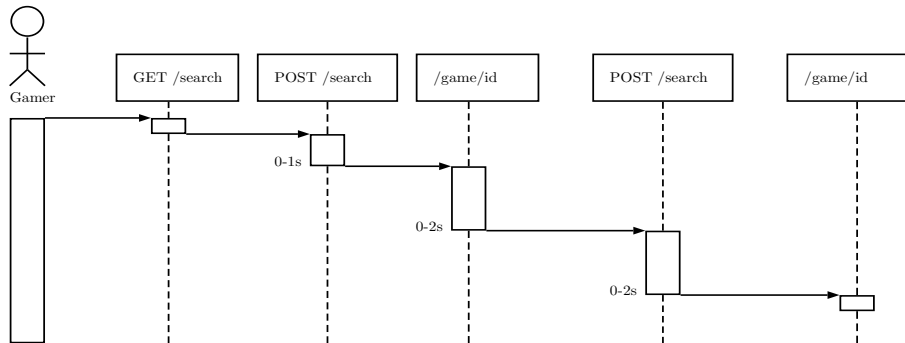 GET /search
POST /search
/game/id
POST /search
/game/id
Gamer
0-1s
0-2s
0-2s